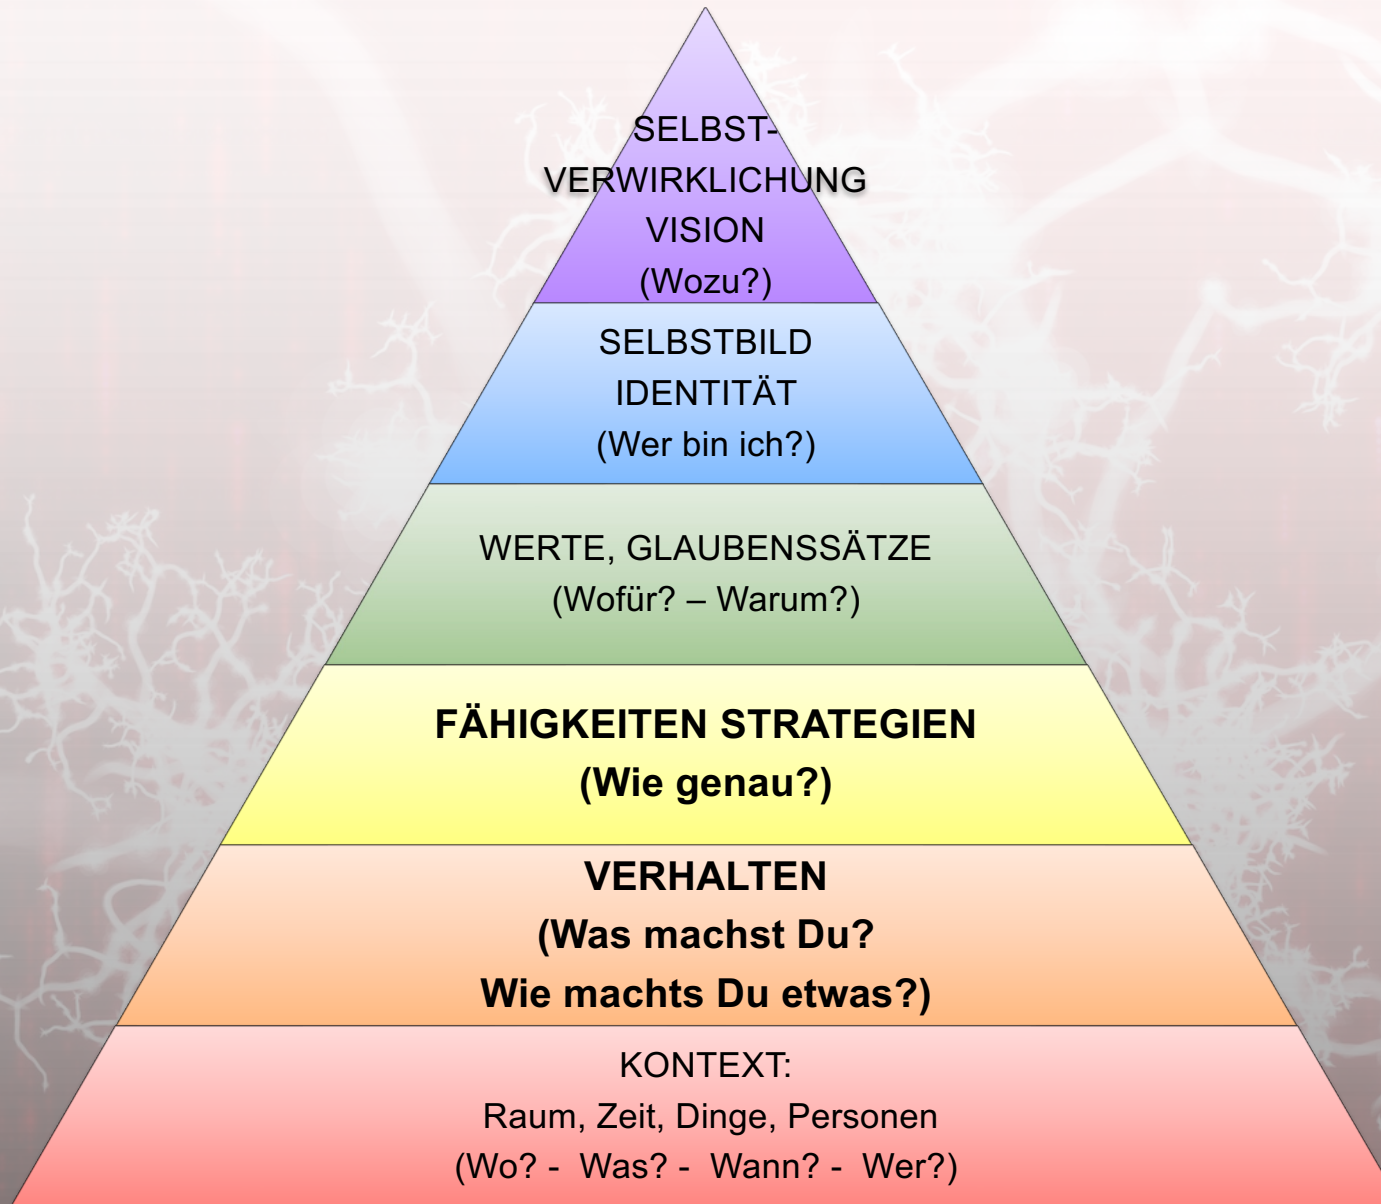 SELBST-
VERWIRKLICHUNG
VISION
(Wozu?)
SELBSTBILD
IDENTITÄT
(Wer bin ich?)
WERTE, GLAUBENSSÄTZE
(Wofür? – Warum?)
FÄHIGKEITEN STRATEGIEN
(Wie genau?)
VERHALTEN
(Was machst Du?
Wie machts Du etwas?)
KONTEXT:
Raum, Zeit, Dinge, Personen
(Wo? - Was? - Wann? - Wer?)